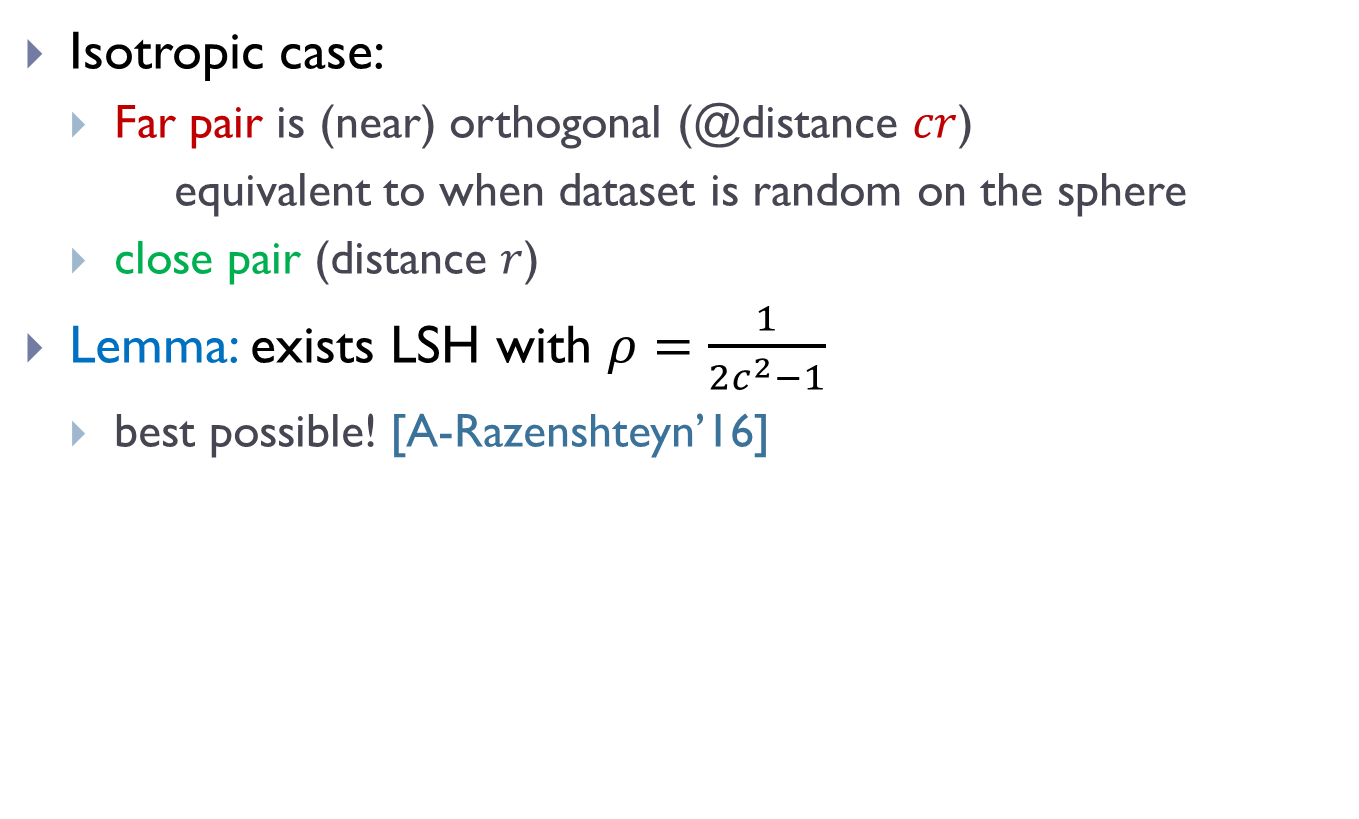 Isotropic case:
Far pair is (near) orthogonal (@distance cr)
equivalent to when dataset is random on the sphere
close pair (distance r)
Lemma: exists LSH with ρ = 1/(2c²−1)
best possible! [A-Razenshteyn’16]